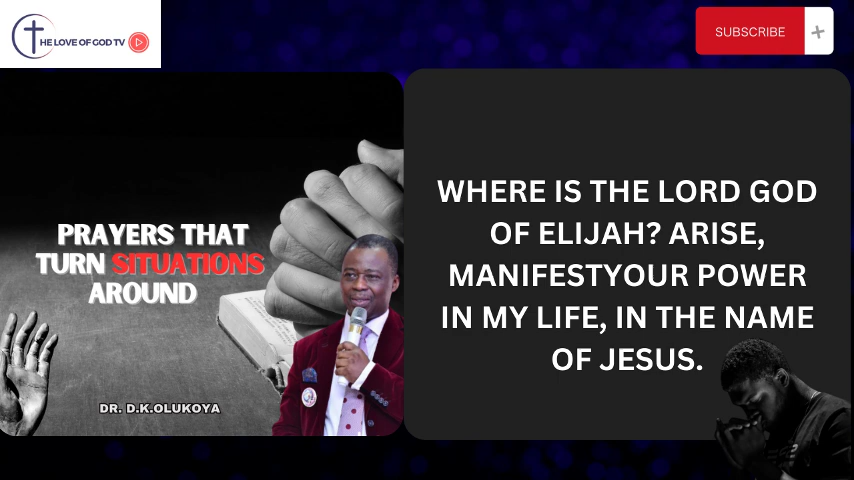 THE LOVE OF GOD TV
SUBSCRIBE
PRAYERS THAT
TURN SITUATIONS
AROUND
DR. D.K.OLUKOYA
WHERE IS THE LORD GOD
OF ELIJAH? ARISE,
MANIFESTYOUR POWER
IN MY LIFE, IN THE NAME
OF JESUS.